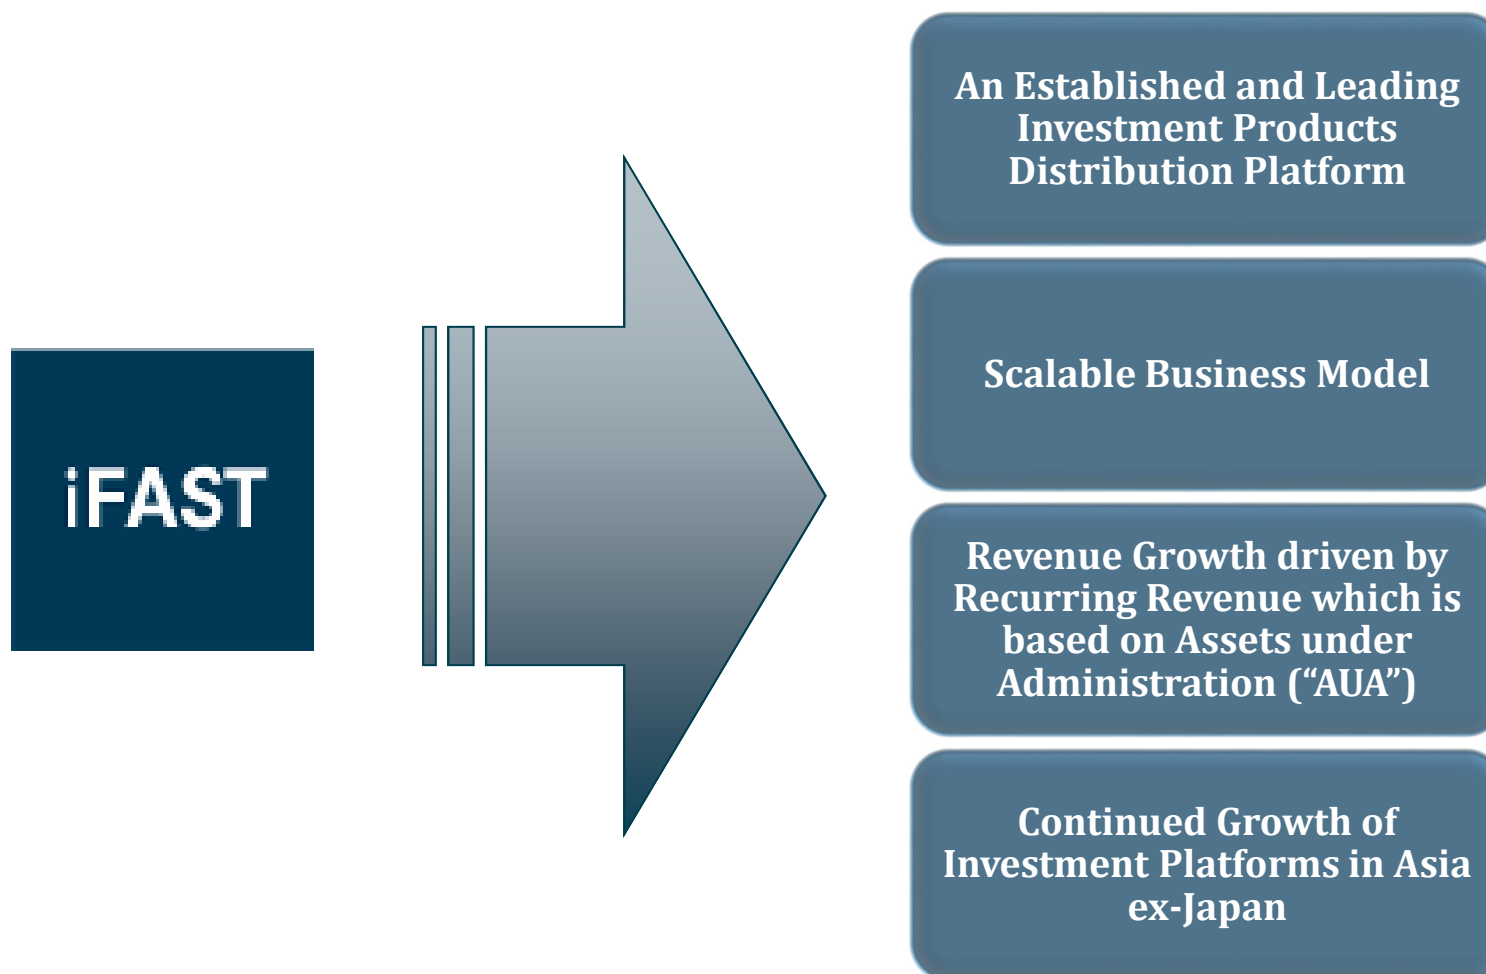 iFAST
An Established and Leading
Investment Products
Distribution Platform
Scalable Business Model
Revenue Growth driven by
Recurring Revenue which is
based on Assets under
Administration (“AUA”)
Continued Growth of
Investment Platforms in Asia
ex-Japan